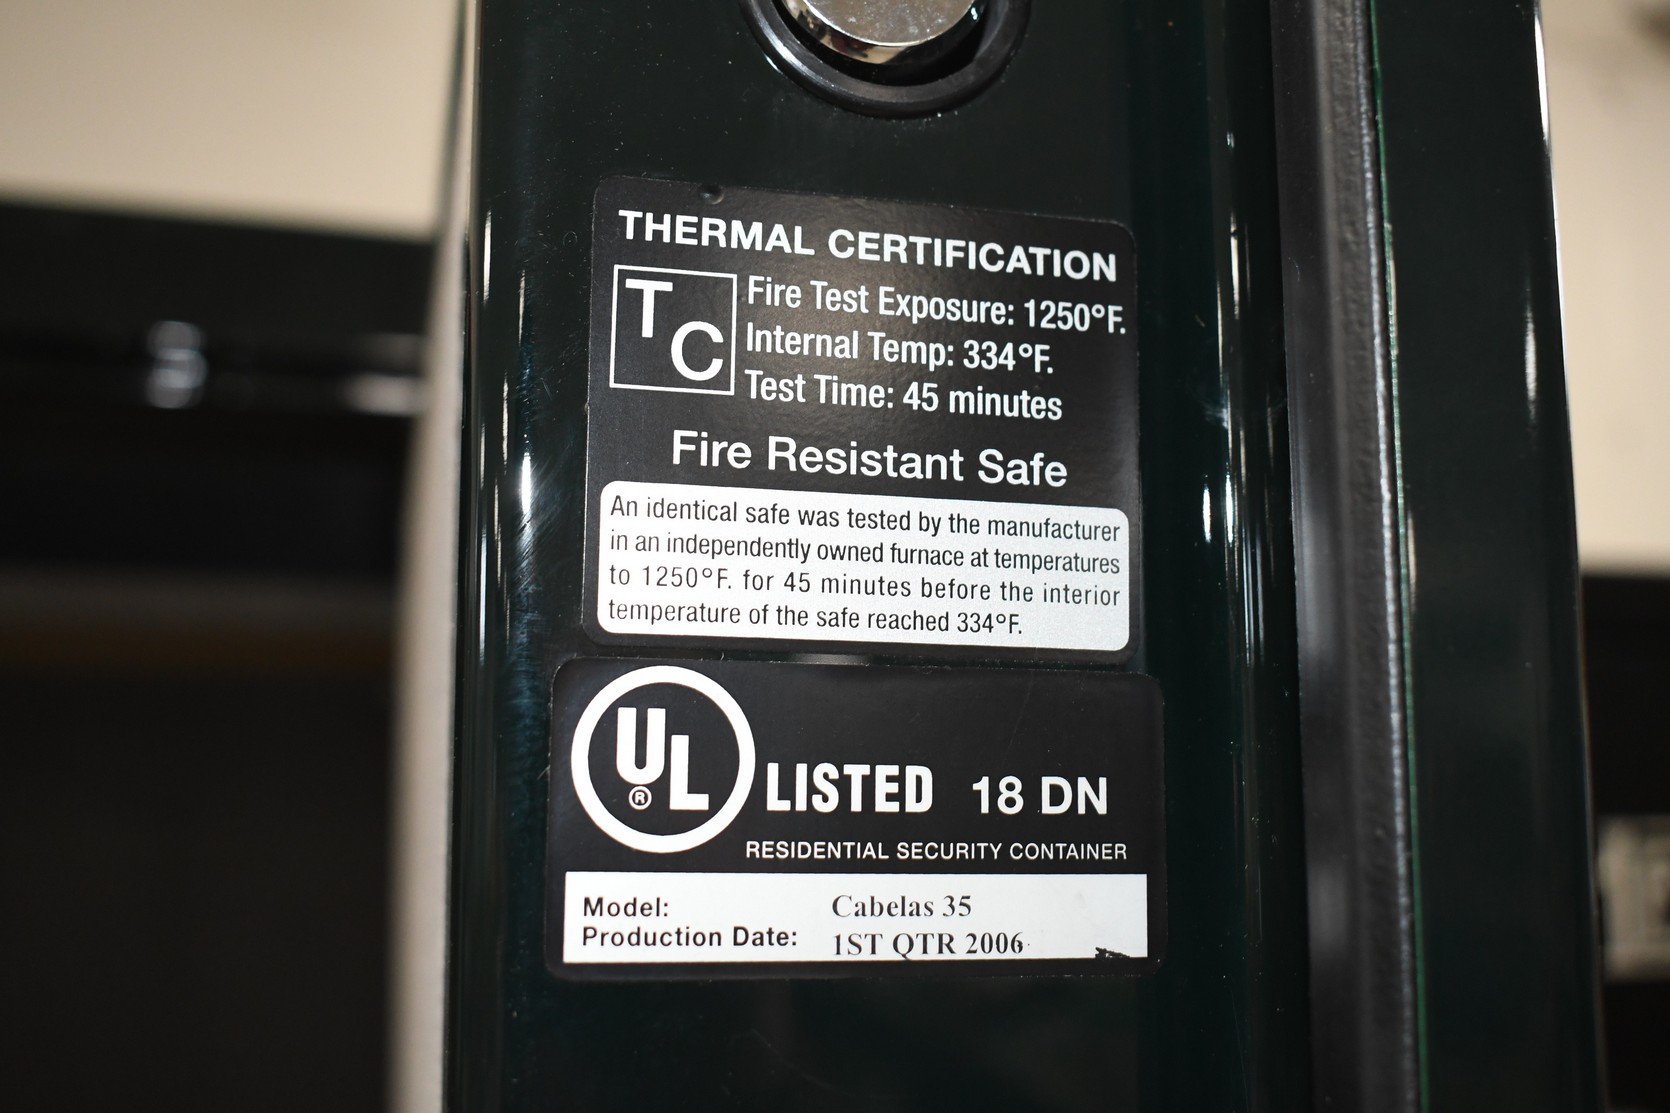 THERMAL CERTIFICATION
TC
Fire Test Exposure: 1250°F.
Internal Temp: 334°F.
Test Time: 45 minutes
Fire Resistant Safe
An identical safe was tested by the manufacturer
in an independently owned furnace at temperatures
to 1250°F. for 45 minutes before the interior
temperature of the safe reached 334°F.
UL® LISTED 18 DN
RESIDENTIAL SECURITY CONTAINER
Model: Cabelas 35
Production Date: 1ST QTR 2006